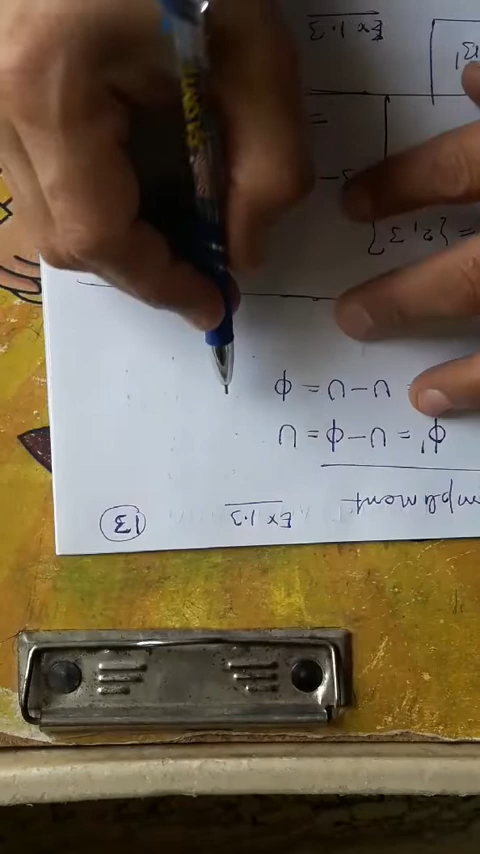 mplement Ex 1.3 13
φ' = U - φ = U
U - U = φ
= {2, 3}
Ex 1.3